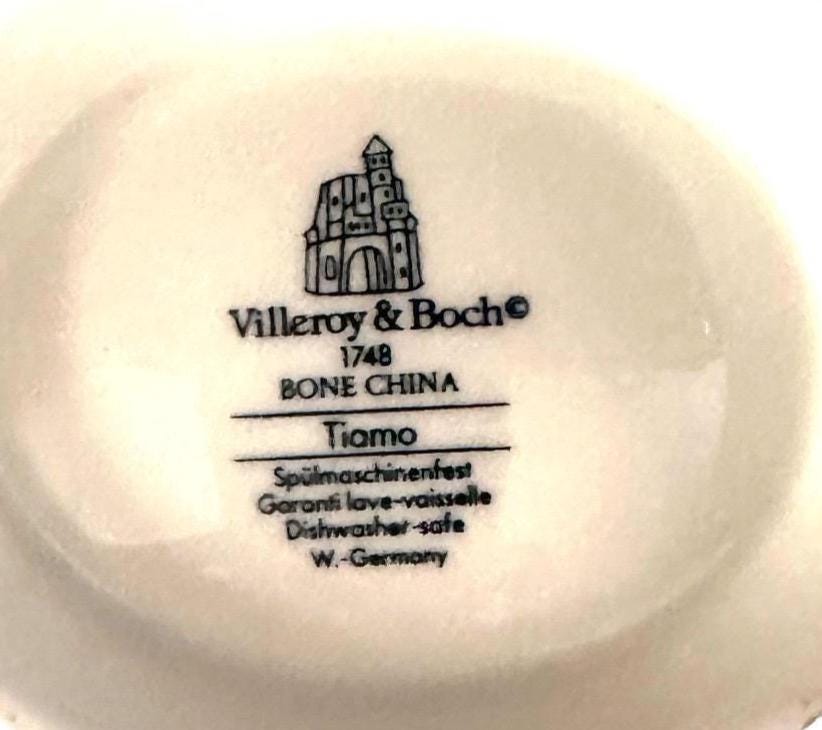 Villeroy & Boch©
1748
BONE CHINA
Tiamo
Spülmaschinenfest
Garanti lave-vaisselle
Dishwasher-safe
W.-Germany